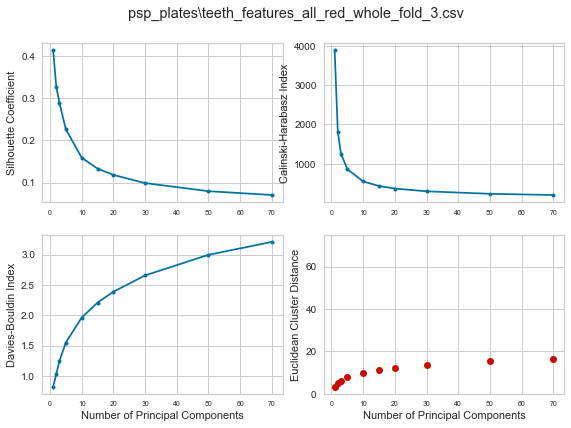 psp_plates\teeth_features_all_red_whole_fold_3.csv
Silhouette Coefficient
0.4
0.3
0.2
0.1
0 10 20 30 40 50 60 70
Calinski-Harabasz Index
4000
3000
2000
1000
0 10 20 30 40 50 60 70
Davies-Bouldin Index
3.0
2.5
2.0
1.5
1.0
0 10 20 30 40 50 60 70
Number of Principal Components
Euclidean Cluster Distance
60
40
20
0
0 10 20 30 40 50 60 70
Number of Principal Components